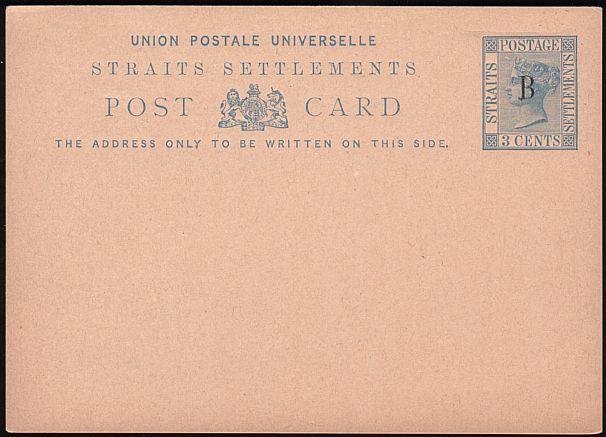 UNION POSTALE UNIVERSELLE
STRAITS SETTLEMENTS
POST CARD
THE ADDRESS ONLY TO BE WRITTEN ON THIS SIDE.
POSTAGE
STRAITS
SETTLEMENTS
3 CENTS
B